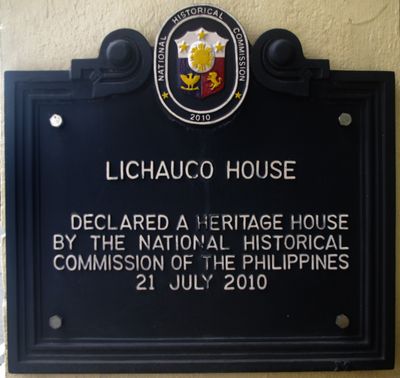 NATIONAL HISTORICAL COMMISSION
2010
LICHAUCO HOUSE
DECLARED A HERITAGE HOUSE
BY THE NATIONAL HISTORICAL
COMMISSION OF THE PHILIPPINES
21 JULY 2010